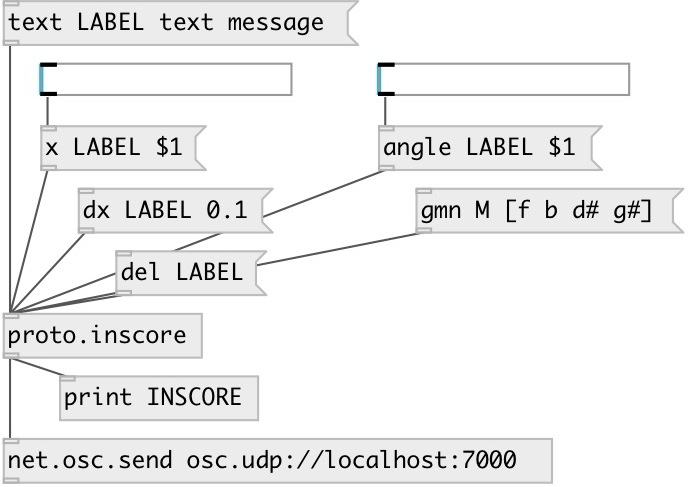 text LABEL text message
x LABEL $1
angle LABEL $1
dx LABEL 0.1
gmn M [f b d# g#]
del LABEL
proto.inscore
print INSCORE
net.osc.send osc.udp://localhost:7000